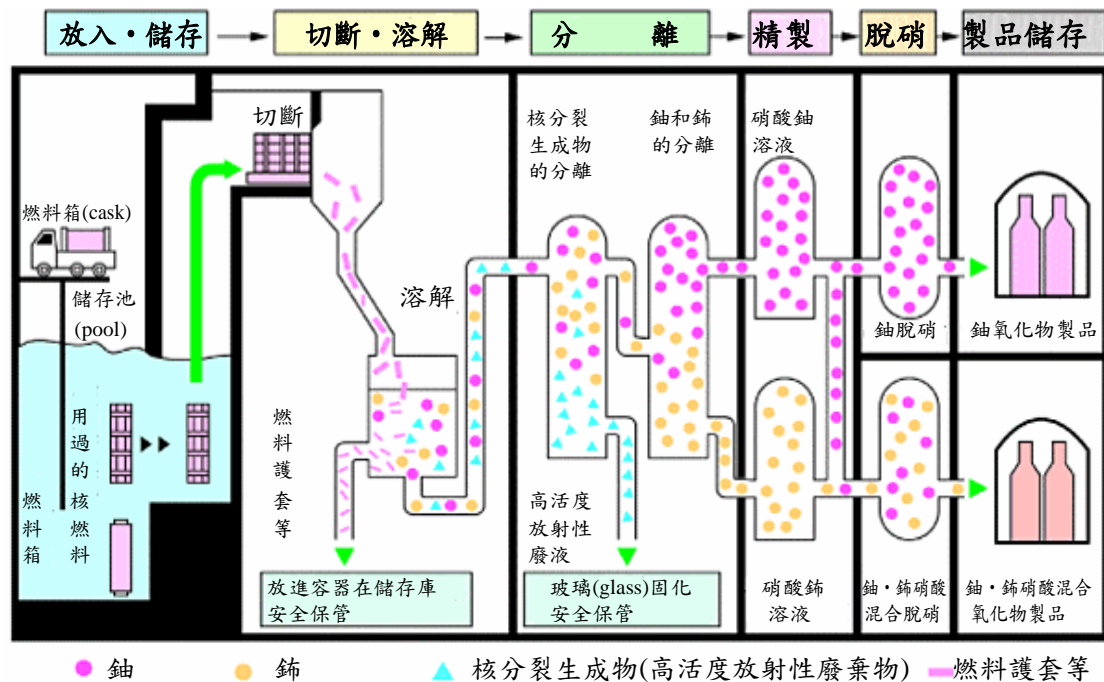 放入・儲存
切斷・溶解
分 離
精製
脫硝
製品儲存
切斷
燃料箱(cask)
儲存池
(pool)
用過的核燃料
燃料箱
溶解
燃料護套等
放進容器在儲存庫
安全保管
核分裂
生成物
的分離
鈾和鈽
的分離
高活度
放射性
廢液
玻璃(glass)固化
安全保管
硝酸鈾
溶液
硝酸鈽
溶液
鈾脫硝
鈾・鈽硝酸
混合脫硝
鈾氧化物製品
鈾・鈽硝酸混合
氧化物製品
鈾
鈽
核分裂生成物(高活度放射性廢棄物)
燃料護套等